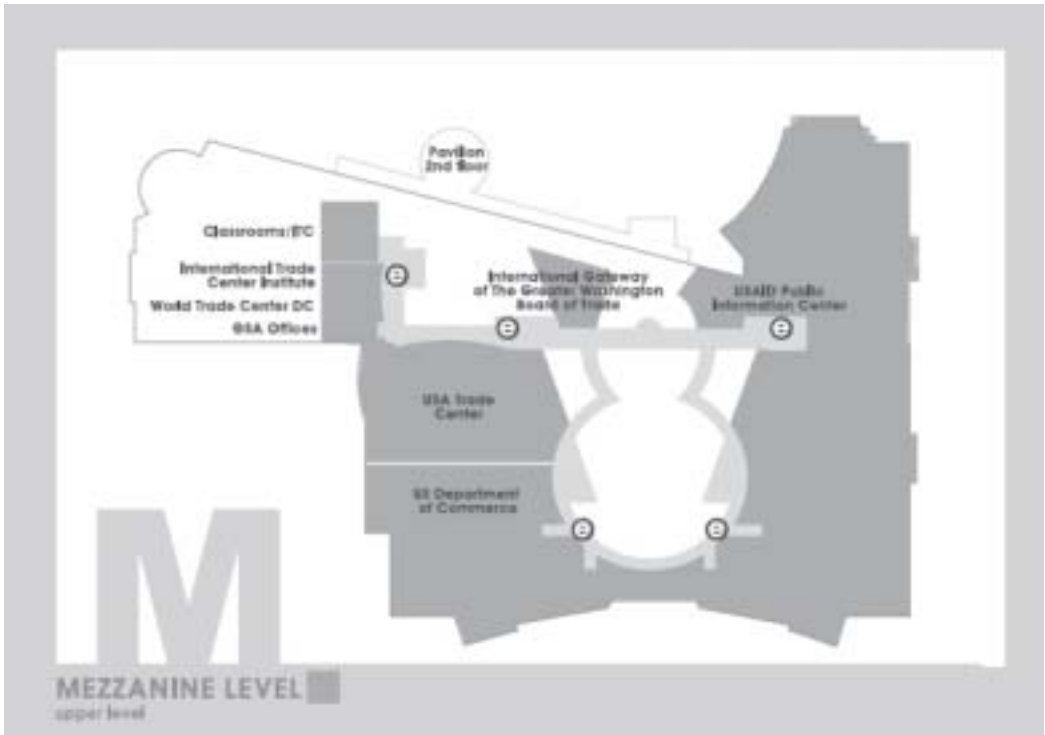 Pavilion
2nd floor
Classrooms/ITC
International Trade
Center Institute
World Trade Center DC
GSA Offices
International Gateway
of The Greater Washington
Board of Trade
USAID Public
Information Center
USA Trade
Center
US Department
of Commerce
M
MEZZANINE LEVEL
upper level